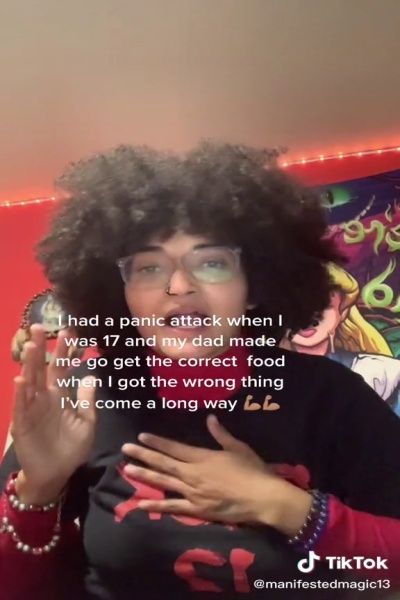 I had a panic attack when I
was 17 and my dad made
me go get the correct food
when I got the wrong thing
I've come a long way 💪🏽💪🏽
TikTok
@manifestedmagic13